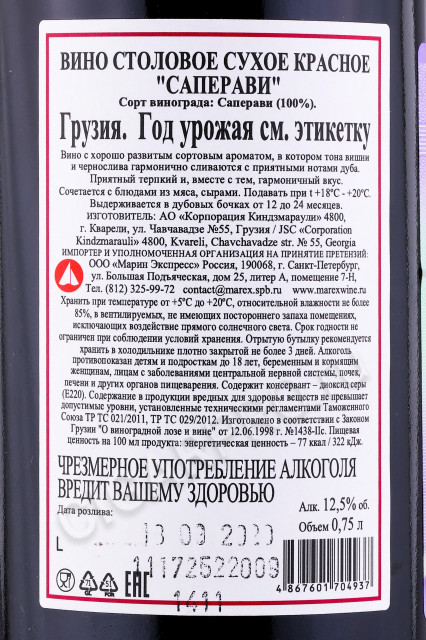 ВИНО СТОЛОВОЕ СУХОЕ КРАСНОЕ
"САПЕРАВИ"
Сорт винограда: Саперави (100%).
Грузия. Год урожая см. этикетку
Вино с хорошо развитым сортовым ароматом, в котором тона вишни
и чернослива гармонично сливаются с приятными нотами дуба.
Приятный терпкий и, вместе с тем, гармоничный вкус.
Сочетается с блюдами из мяса, сырами. Подавать при t +18°C - +20°C.
Выдерживается в дубовых бочках от 12 до 24 месяцев.
ИЗГОТОВИТЕЛЬ: АО «Корпорация Киндзмараули» 4800,
г. Кварели, ул. Чавчавадзе №55, Грузия / JSC «Corporation
Kindzmarauli» 4800, Kvareli, Chavchavadze str. № 55, Georgia
ИМПОРТЕР И УПОЛНОМОЧЕННАЯ ОРГАНИЗАЦИЯ НА ПРИНЯТИЕ ПРЕТЕНЗИЙ:
ООО «Марин Экспресс» Россия, 190068, г. Санкт-Петербург,
ул. Большая Подъяческая, дом 25, литер А, помещение 7-Н,
Тел. (812) 325-99-72 contact@marex.spb.ru www.marexwine.ru
Хранить при температуре от +5°C до +20°C, относительной влажности не более
85%, в вентилируемых, не имеющих постороннего запаха помещениях,
исключающих воздействие прямого солнечного света. Срок годности не
ограничен при соблюдении условий хранения. Открытую бутылку рекомендуется
хранить в холодильнике плотно закрытой не более 3 дней. Алкоголь
противопоказан детям и подросткам до 18 лет, беременным и кормящим
женщинам, лицам с заболеваниями центральной нервной системы, почек,
печени и других органов пищеварения. Содержит консервант – диоксид серы
(Е220). Содержание в продукции вредных для здоровья веществ не превышает
допустимые уровни, установленные техническими регламентами Таможенного
Союза ТР ТС 021/2011, ТР ТС 029/2012. Изготовлено в соответствии с Законом
Грузии "О виноградной лозе и вине" от 12.06.1998 г. №1438-IIс. Пищевая
ценность на 100 мл продукта: энергетическая ценность – 77 ккал / 322 кДж.
ЧРЕЗМЕРНОЕ УПОТРЕБЛЕНИЕ АЛКОГОЛЯ
ВРЕДИТ ВАШЕМУ ЗДОРОВЬЮ
Дата розлива:
Алк. 12,5% об.
Объем 0,75 л
L
11172522009
1411
EAC
4 867601 704937